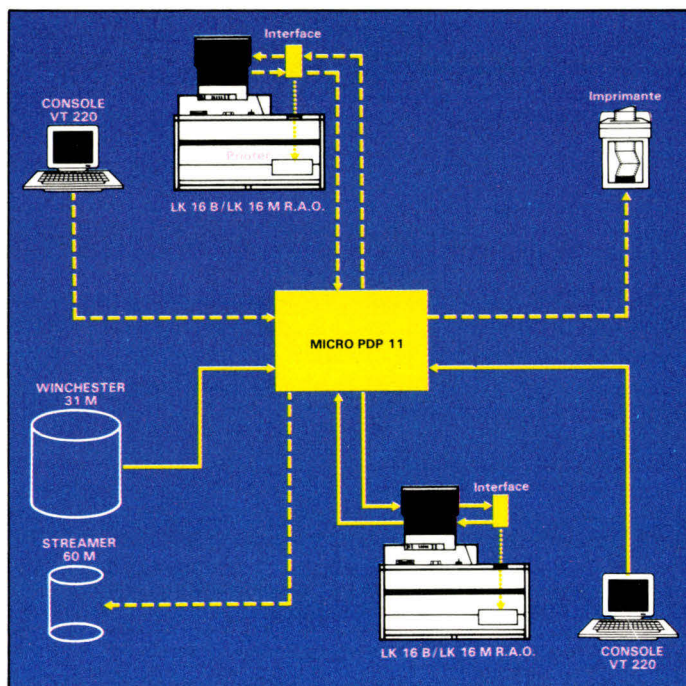 Interface
CONSOLE
VT 220
Imprimante
Printer
LK 16 B/LK 16 M R.A.O.
MICRO PDP 11
WINCHESTER
31 M
Interface
STREAMER
60 M
LK 16 B/LK 16 M R.A.O.
CONSOLE
VT 220